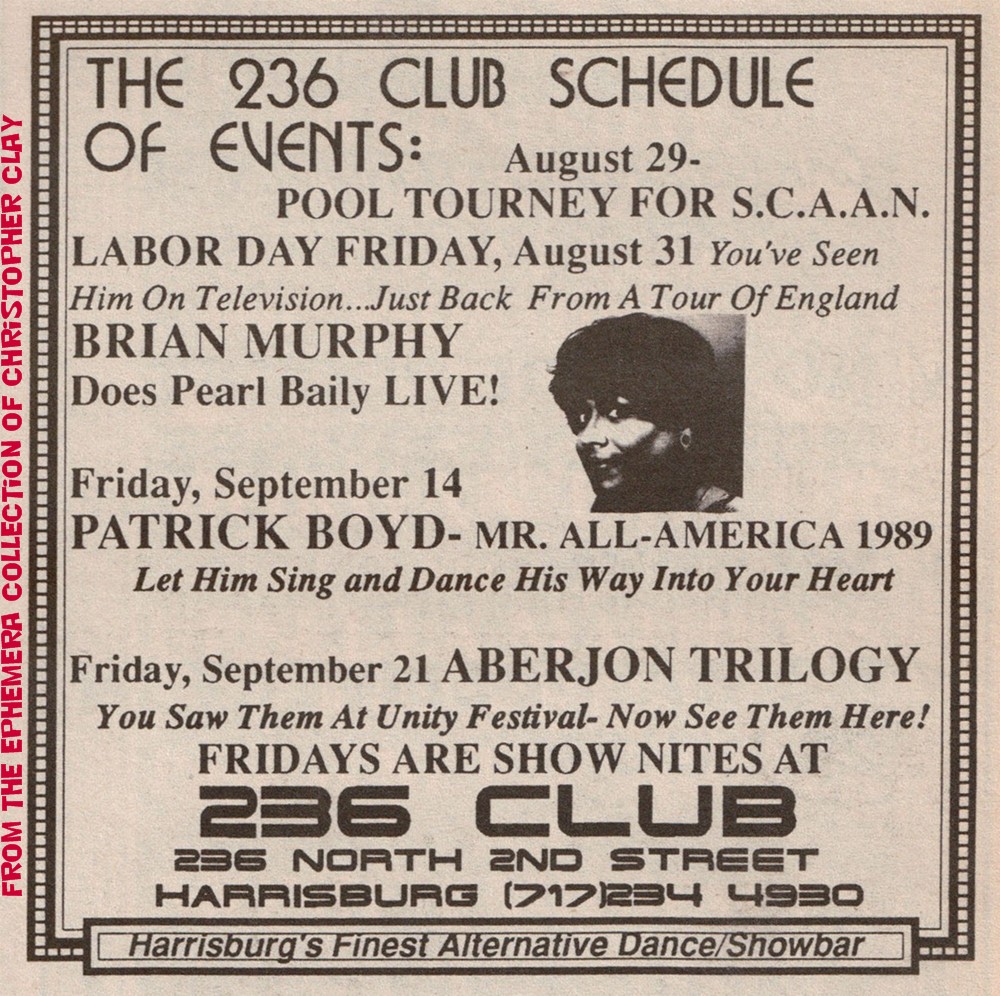 FROM THE EPHEMERA COLLECTION OF CHRiSTOPHER CLAY
THE 236 CLUB SCHEDULE
OF EVENTS: August 29-
POOL TOURNEY FOR S.C.A.A.N.
LABOR DAY FRIDAY, August 31 You've Seen
Him On Television...Just Back From A Tour Of England
BRIAN MURPHY
Does Pearl Baily LIVE!
Friday, September 14
PATRICK BOYD- MR. ALL-AMERICA 1989
Let Him Sing and Dance His Way Into Your Heart
Friday, September 21 ABERJON TRILOGY
You Saw Them At Unity Festival- Now See Them Here!
FRIDAYS ARE SHOW NITES AT
236 CLUB
236 NORTH 2ND STREET
HARRISBURG (717)234 4930
Harrisburg's Finest Alternative Dance/Showbar